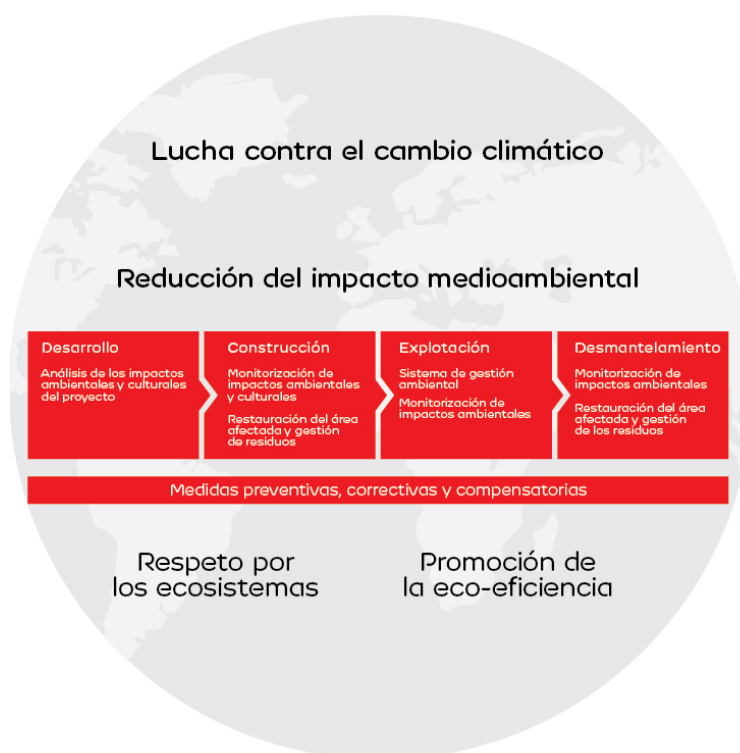 Lucha contra el cambio climático
Reducción del impacto medioambiental
Desarrollo
Análisis de los impactos
ambientales y culturales
del proyecto
Construcción
Monitorización de
impactos ambientales
y culturales
Restauración del área
afectada y gestión
de residuos
Explotación
Sistema de gestión
ambiental
Monitorización de
impactos ambientales
Desmantelamiento
Monitorización de
impactos ambientales
Restauración del área
afectada y gestión
de los residuos
Medidas preventivas, correctivas y compensatorias
Respeto por
los ecosistemas
Promoción de
la eco-eficiencia